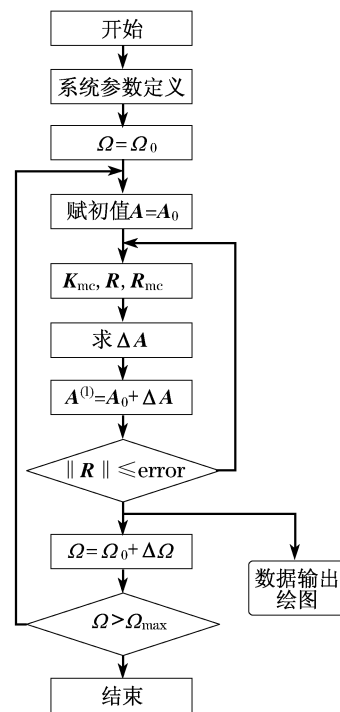 开始
系统参数定义
Ω=Ω₀
赋初值A=A₀
Kmc, R, Rmc
求ΔA
A⁽¹⁾=A₀+ΔA
‖R‖≤error
Ω=Ω₀+ΔΩ
数据输出
绘图
Ω>Ωmax
结束